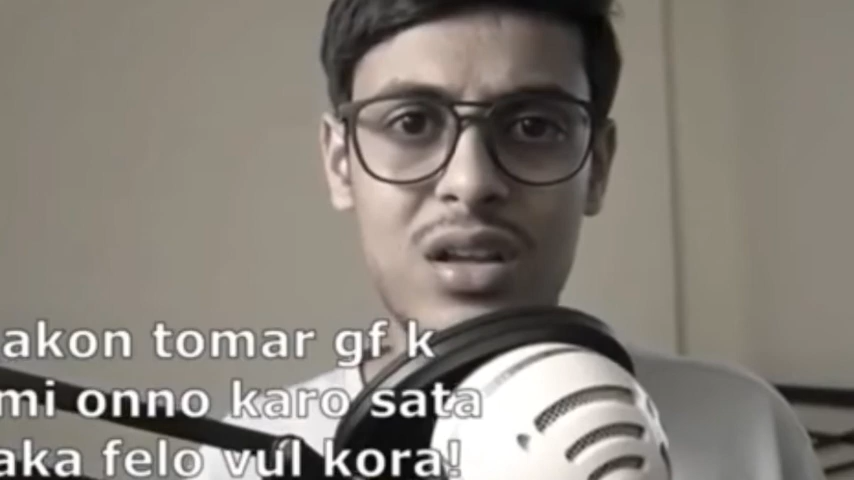 akon tomar gf k
mi onno karo sata
aka felo vul kora!